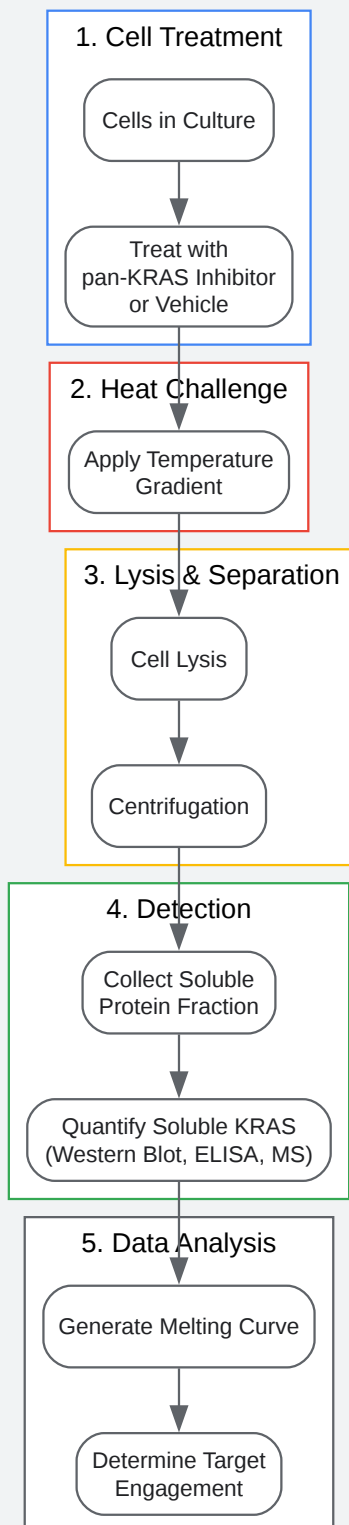 1. Cell Treatment
Cells in Culture
Treat with
pan-KRAS Inhibitor
or Vehicle
2. Heat Challenge
Apply Temperature
Gradient
3. Lysis & Separation
Cell Lysis
Centrifugation
4. Detection
Collect Soluble
Protein Fraction
Quantify Soluble KRAS
(Western Blot, ELISA, MS)
5. Data Analysis
Generate Melting Curve
Determine Target
Engagement